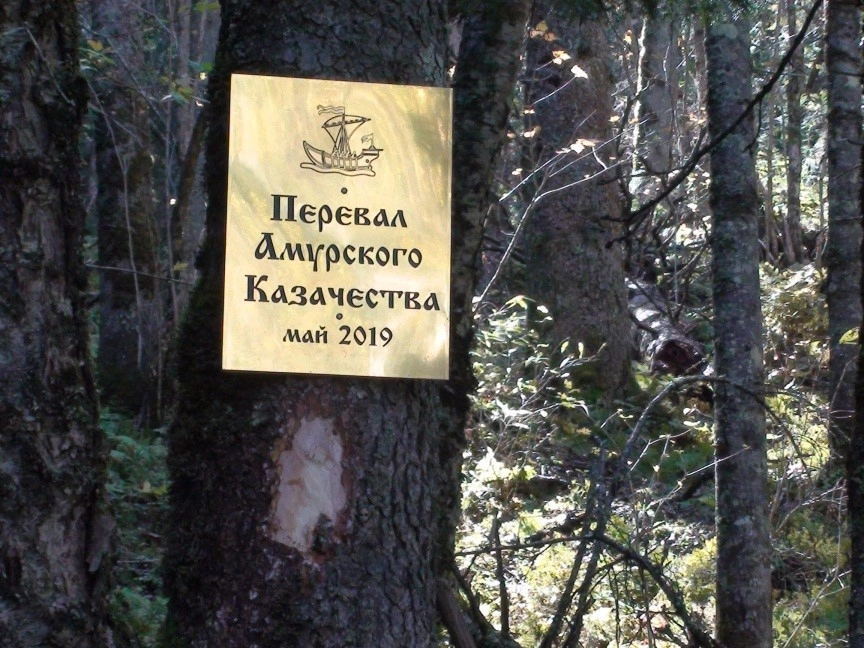 Перевал
Амурского
Казачества
май 2019